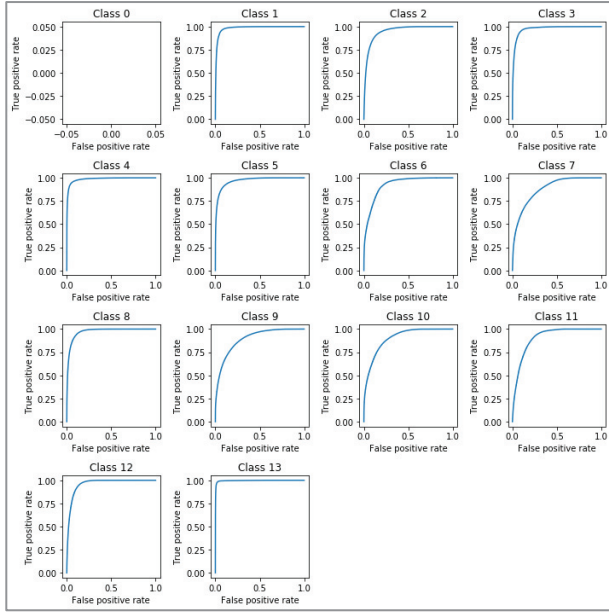 Class 0
Class 1
Class 2
Class 3
True positive rate
0.050
0.025
0.000
−0.025
−0.050
−0.05
0.00
0.05
False positive rate
True positive rate
1.00
0.75
0.50
0.25
0.00
0.0
0.5
1.0
False positive rate
True positive rate
1.00
0.75
0.50
0.25
0.00
0.0
0.5
1.0
False positive rate
True positive rate
1.00
0.75
0.50
0.25
0.00
0.0
0.5
1.0
False positive rate
Class 4
Class 5
Class 6
Class 7
True positive rate
1.00
0.75
0.50
0.25
0.00
0.0
0.5
1.0
False positive rate
True positive rate
1.00
0.75
0.50
0.25
0.00
0.0
0.5
1.0
False positive rate
True positive rate
1.00
0.75
0.50
0.25
0.00
0.0
0.5
1.0
False positive rate
True positive rate
1.00
0.75
0.50
0.25
0.00
0.0
0.5
1.0
False positive rate
Class 8
Class 9
Class 10
Class 11
True positive rate
1.00
0.75
0.50
0.25
0.00
0.0
0.5
1.0
False positive rate
True positive rate
1.00
0.75
0.50
0.25
0.00
0.0
0.5
1.0
False positive rate
True positive rate
1.00
0.75
0.50
0.25
0.00
0.0
0.5
1.0
False positive rate
True positive rate
1.00
0.75
0.50
0.25
0.00
0.0
0.5
1.0
False positive rate
Class 12
Class 13
True positive rate
1.00
0.75
0.50
0.25
0.00
0.0
0.5
1.0
False positive rate
True positive rate
1.00
0.75
0.50
0.25
0.00
0.0
0.5
1.0
False positive rate